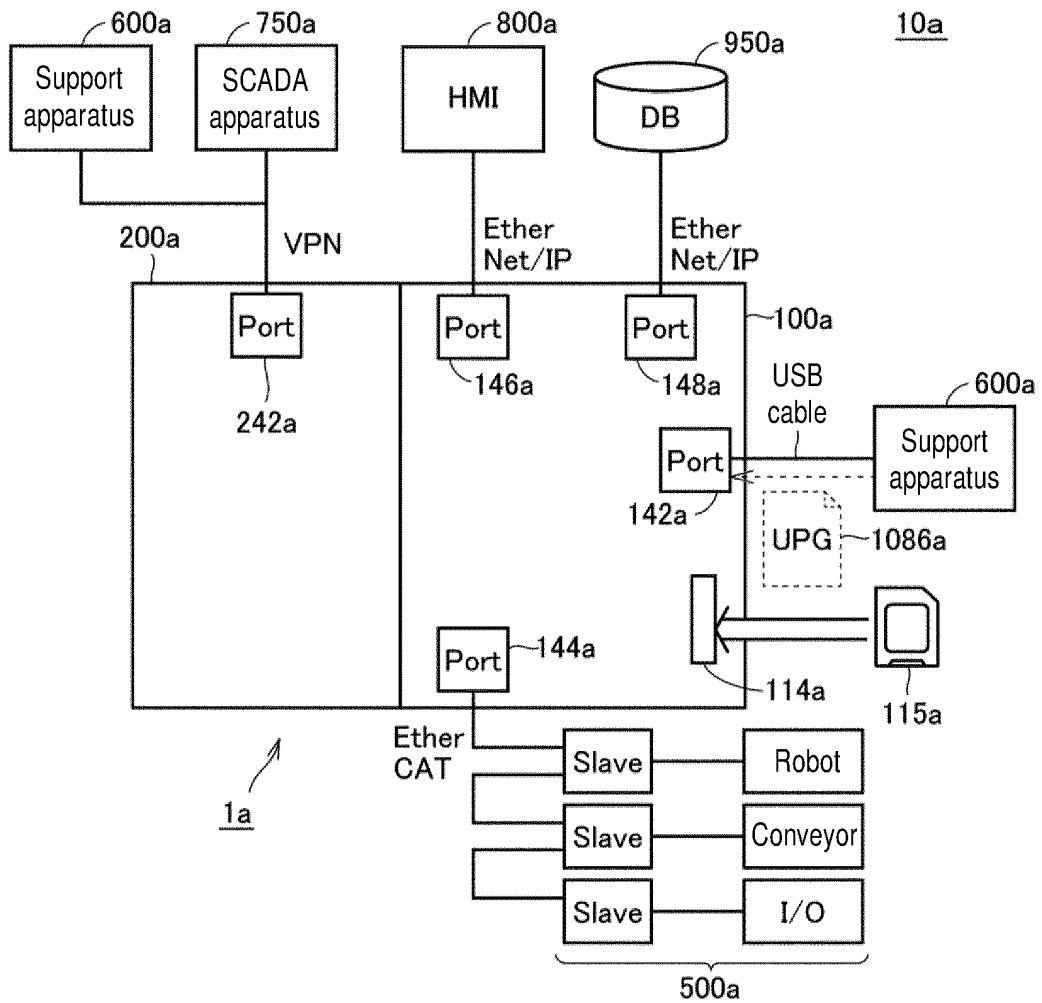 600a
750a
800a
950a
10a
Support
apparatus
SCADA
apparatus
HMI
DB
200a
VPN
Ether
Net/IP
Ether
Net/IP
Port
Port
Port
100a
242a
146a
148a
USB
cable
600a
Port
Support
apparatus
142a
UPG
1086a
Port
144a
114a
115a
Ether
CAT
1a
Slave
Robot
Slave
Conveyor
Slave
I/O
500a